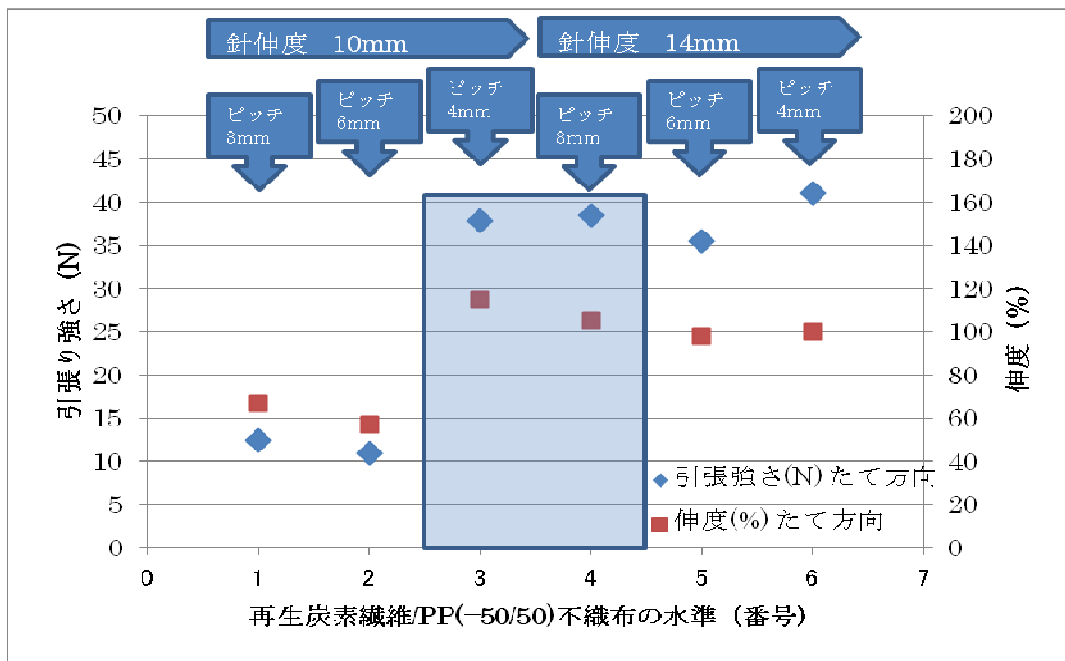 針伸度 10mm
針伸度 14mm
ピッチ
8mm
ピッチ
6mm
ピッチ
4mm
ピッチ
8mm
ピッチ
6mm
ピッチ
4mm
50
45
40
35
30
25
20
15
10
5
0
引張り強さ (N)
200
180
160
140
120
100
80
60
40
20
0
伸度 (%)
引張強さ(N) たて方向
伸度(%) たて方向
0
1
2
3
4
5
6
7
再生炭素繊維/PP(=50/50)不織布の水準 (番号)